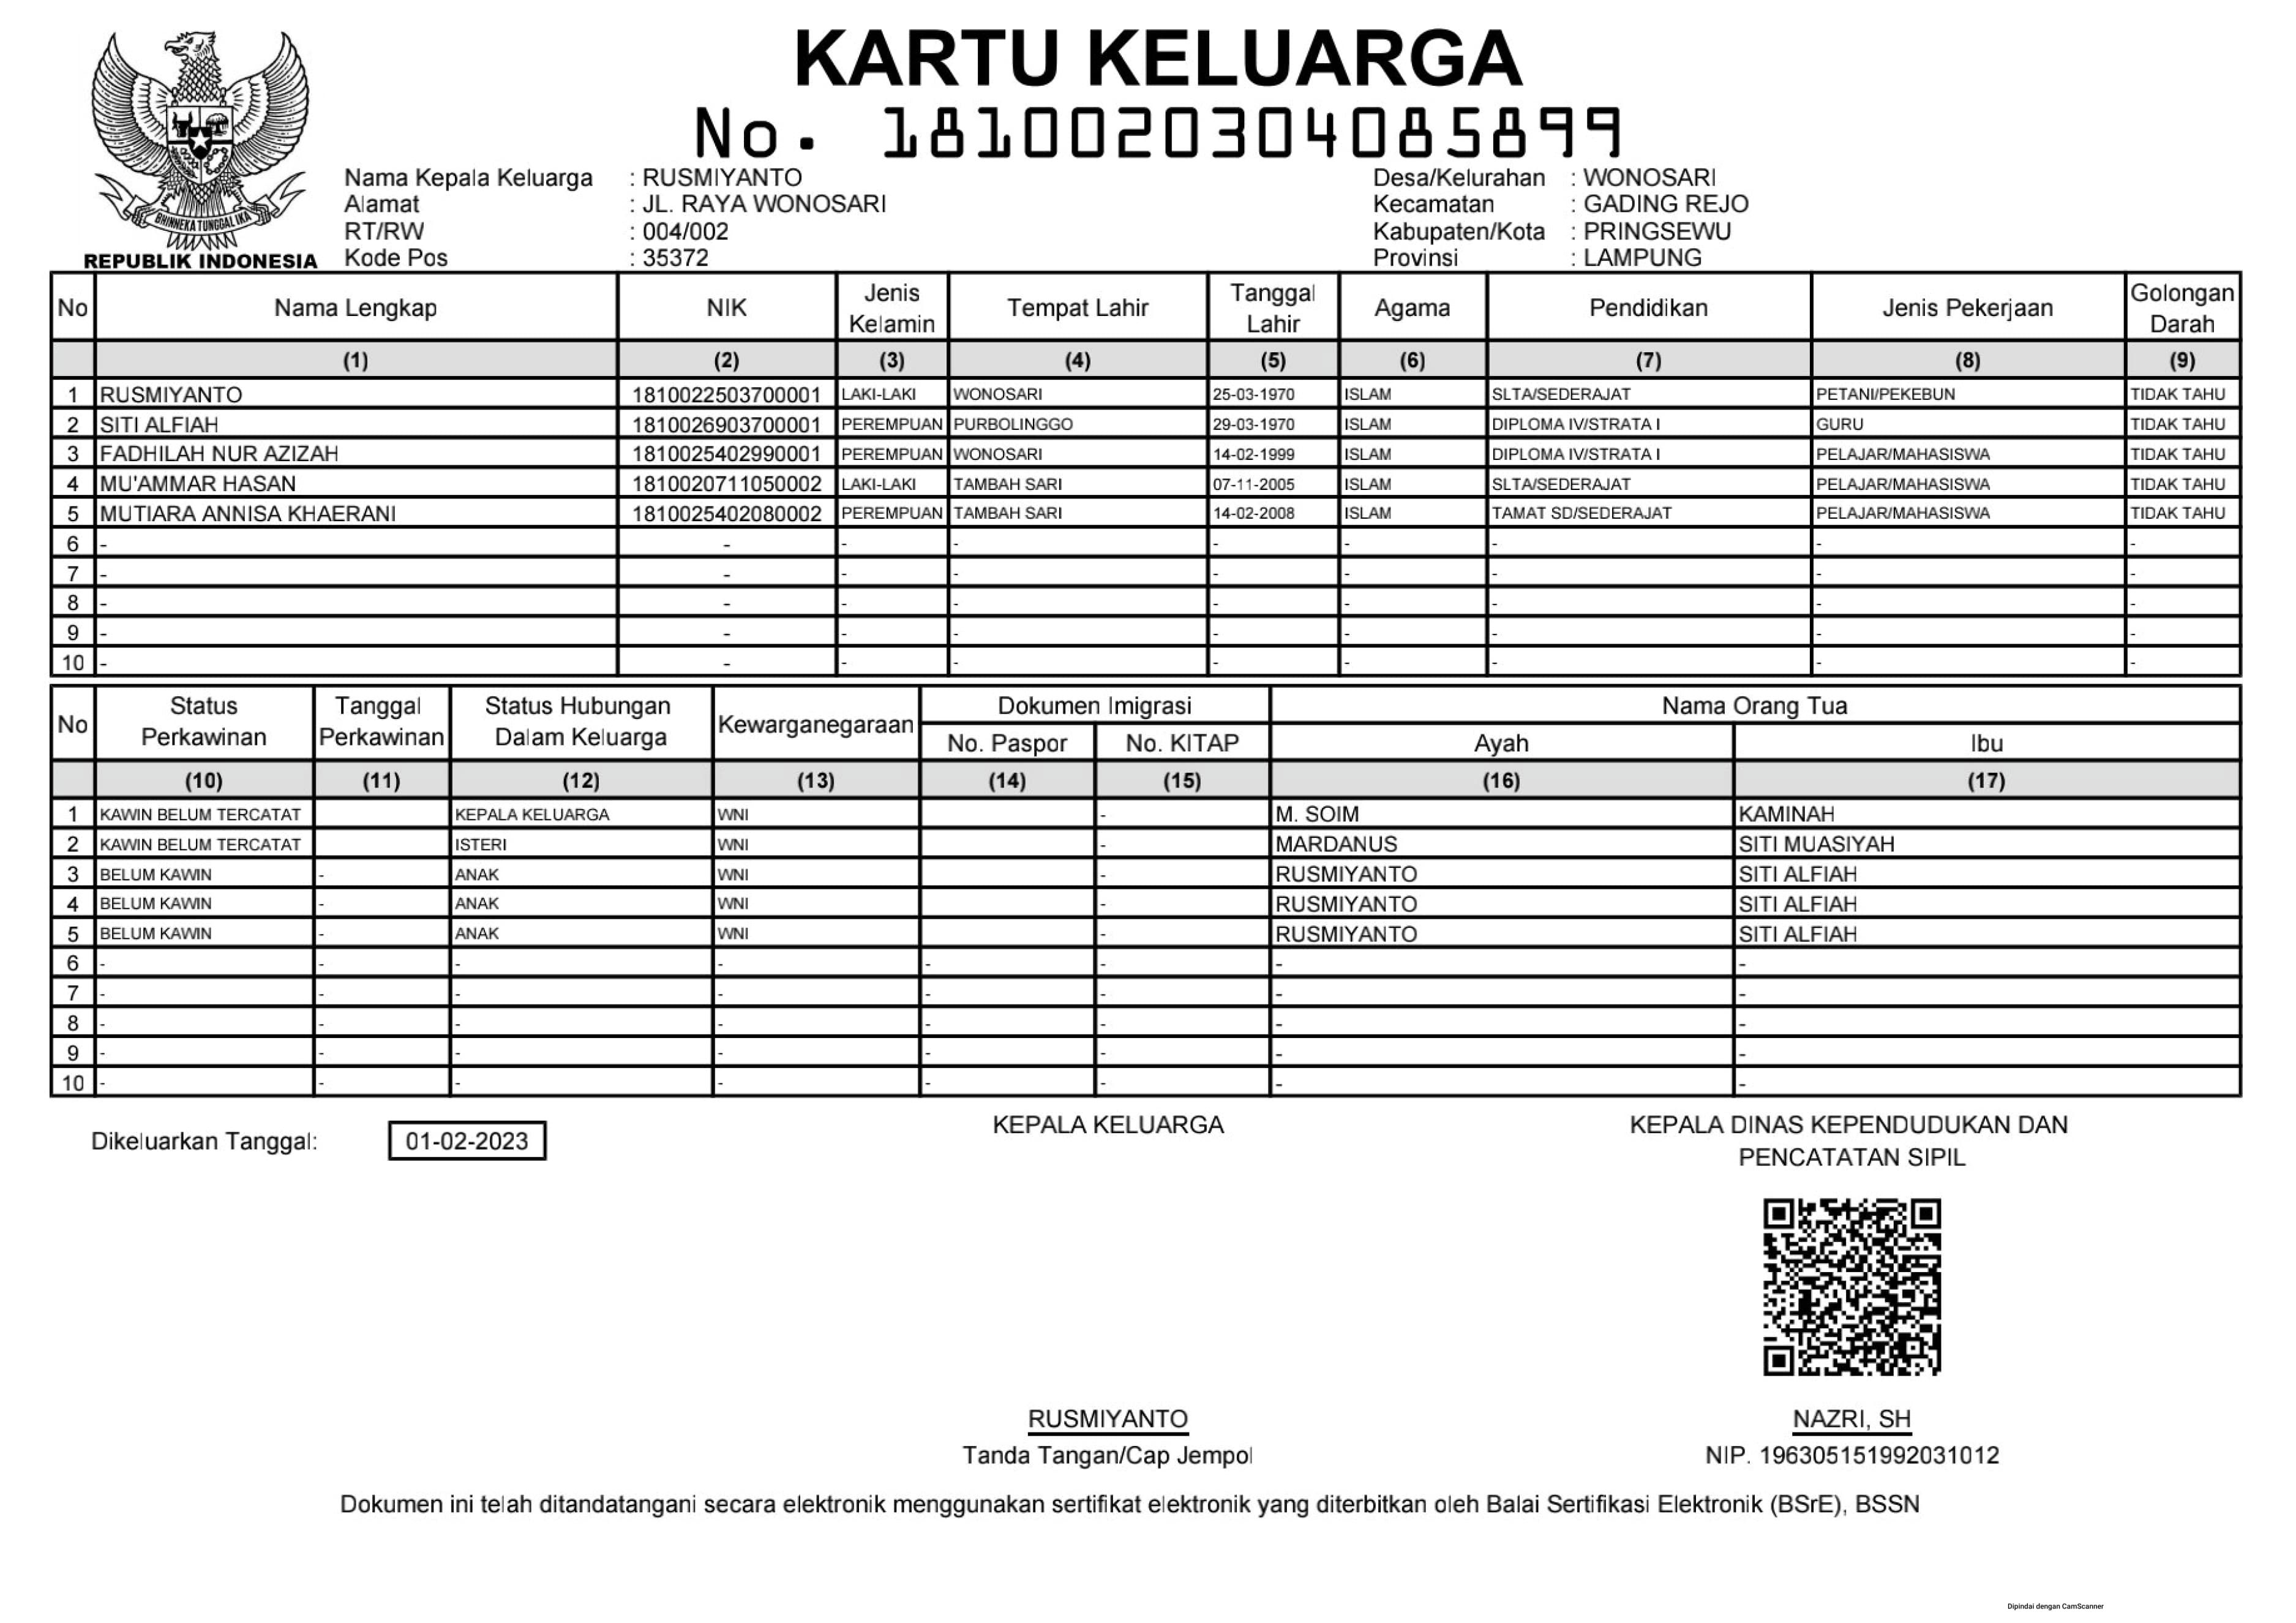 KARTU KELUARGA
No. 1810020304085899
BHINNEKA TUNGGAL IKA
REPUBLIK INDONESIA
Nama Kepala Keluarga : RUSMIYANTO
Alamat : JL. RAYA WONOSARI
RT/RW : 004/002
Kode Pos : 35372
Desa/Kelurahan : WONOSARI
Kecamatan : GADING REJO
Kabupaten/Kota : PRINGSEWU
Provinsi : LAMPUNG
No Nama Lengkap NIK Jenis Kelamin Tempat Lahir Tanggal Lahir Agama Pendidikan Jenis Pekerjaan Golongan Darah
(1) (2) (3) (4) (5) (6) (7) (8) (9)
1 RUSMIYANTO 1810022503700001 LAKI-LAKI WONOSARI 25-03-1970 ISLAM SLTA/SEDERAJAT PETANI/PEKEBUN TIDAK TAHU
2 SITI ALFIAH 1810026903700001 PEREMPUAN PURBOLINGGO 29-03-1970 ISLAM DIPLOMA IV/STRATA I GURU TIDAK TAHU
3 FADHILAH NUR AZIZAH 1810025402990001 PEREMPUAN WONOSARI 14-02-1999 ISLAM DIPLOMA IV/STRATA I PELAJAR/MAHASISWA TIDAK TAHU
4 MU'AMMAR HASAN 1810020711050002 LAKI-LAKI TAMBAH SARI 07-11-2005 ISLAM SLTA/SEDERAJAT PELAJAR/MAHASISWA TIDAK TAHU
5 MUTIARA ANNISA KHAERANI 1810025402080002 PEREMPUAN TAMBAH SARI 14-02-2008 ISLAM TAMAT SD/SEDERAJAT PELAJAR/MAHASISWA TIDAK TAHU
6 - - - - - - - - -
7 - - - - - - - - -
8 - - - - - - - - -
9 - - - - - - - - -
10 - - - - - - - - -
No Status Perkawinan Tanggal Perkawinan Status Hubungan Dalam Keluarga Kewarganegaraan Dokumen Imigrasi Nama Orang Tua
No. Paspor No. KITAP Ayah Ibu
(10) (11) (12) (13) (14) (15) (16) (17)
1 KAWIN BELUM TERCATAT KEPALA KELUARGA WNI - M. SOIM KAMINAH
2 KAWIN BELUM TERCATAT ISTERI WNI - MARDANUS SITI MUASIYAH
3 BELUM KAWIN - ANAK WNI - RUSMIYANTO SITI ALFIAH
4 BELUM KAWIN - ANAK WNI - RUSMIYANTO SITI ALFIAH
5 BELUM KAWIN - ANAK WNI - RUSMIYANTO SITI ALFIAH
6 - - - - - - - -
7 - - - - - - - -
8 - - - - - - - -
9 - - - - - - - -
10 - - - - - - - -
Dikeluarkan Tanggal: 01-02-2023
KEPALA KELUARGA
RUSMIYANTO
Tanda Tangan/Cap Jempol
KEPALA DINAS KEPENDUDUKAN DAN
PENCATATAN SIPIL
NAZRI, SH
NIP. 196305151992031012
Dokumen ini telah ditandatangani secara elektronik menggunakan sertifikat elektronik yang diterbitkan oleh Balai Sertifikasi Elektronik (BSrE), BSSN
Dipindai dengan CamScanner